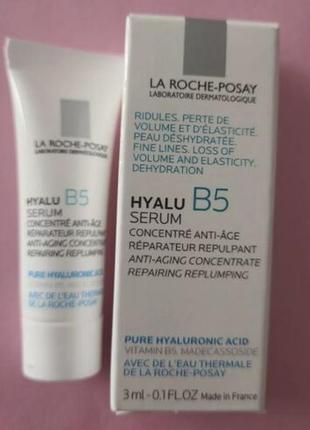 LA ROCHE-POSAY
LABORATOIRE DERMATOLOGIQUE
HYALU B5
SERUM
CONCENTRÉ ANTI-ÂGE
RÉPARATEUR REPULPANT
ANTI-AGING CONCENTRATE
REPAIRING REPLUMPING
PURE HYALURONIC ACID
AVEC DE L'EAU THERMALE
DE LA ROCHE-POSAY
LA ROCHE-POSAY
LABORATOIRE DERMATOLOGIQUE
RIDULES. PERTE DE
VOLUME ET D'ÉLASTICITÉ.
PEAU DÉSHYDRATÉE.
FINE LINES. LOSS OF
VOLUME AND ELASTICITY.
DEHYDRATION
HYALU B5
SERUM
CONCENTRÉ ANTI-ÂGE
RÉPARATEUR REPULPANT
ANTI-AGING CONCENTRATE
REPAIRING REPLUMPING
PURE HYALURONIC ACID
VITAMIN B5. MADECASSOSIDE
AVEC DE L'EAU THERMALE
DE LA ROCHE-POSAY
3 ml - 0.1 FL.OZ Made in France